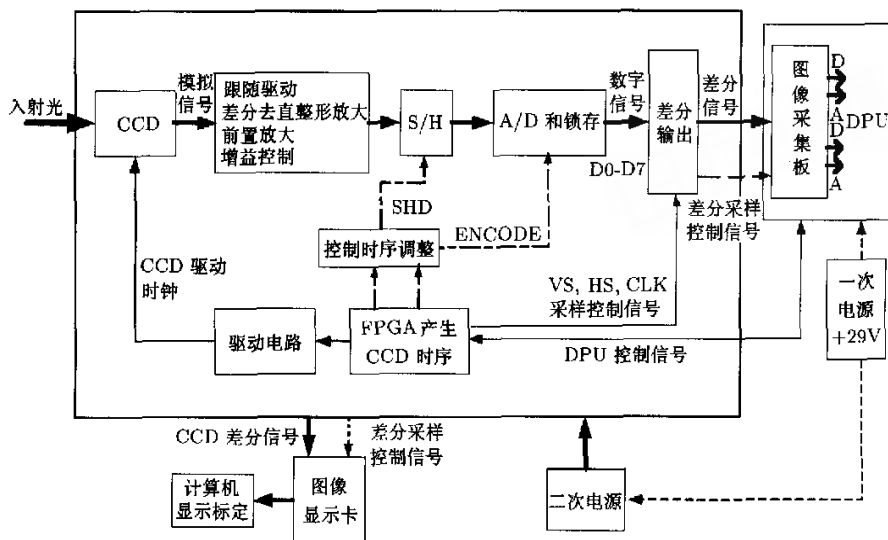 入射光
CCD
模拟
信号
跟随驱动
差分去直整形放大
前置放大
增益控制
S/H
A/D 和锁存
数字
信号
D0-D7
差分
输出
差分
信号
图像采集板
D
A
D
A
DPU
差分采样
控制信号
SHD
ENCODE
控制时序调整
CCD 驱动
时钟
VS, HS, CLK
采样控制信号
驱动电路
FPGA 产生
CCD 时序
DPU 控制信号
一次
电源
+29V
CCD 差分信号
差分采样
控制信号
计算机
显示标定
图像
显示卡
二次电源